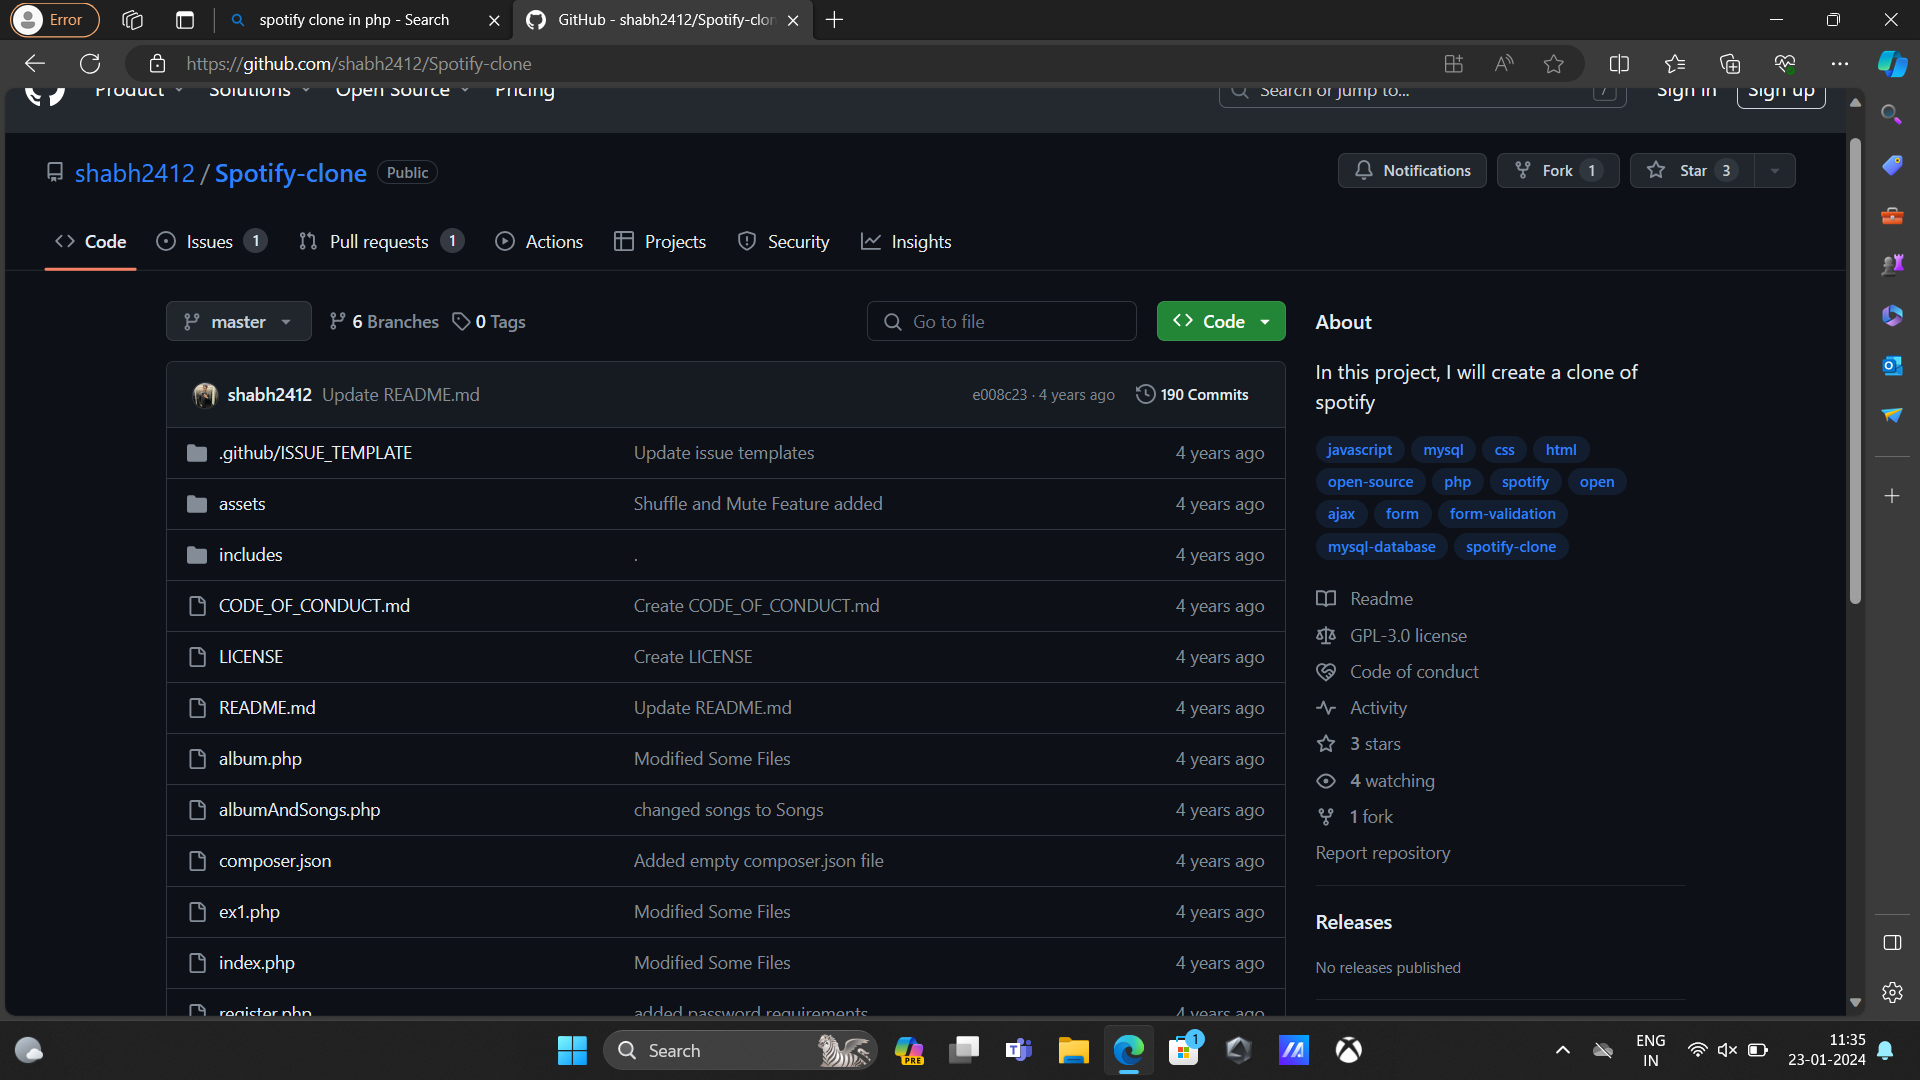 Error
spotify clone in php - Search
GitHub - shabh2412/Spotify-clon
https://github.com/shabh2412/Spotify-clone
Product
Solutions
Open Source
Pricing
Search or jump to...
/
Sign in
Sign up
shabh2412 / Spotify-clone
Public
Notifications
Fork 1
Star 3
Code
Issues 1
Pull requests 1
Actions
Projects
Security
Insights
master
6 Branches
0 Tags
Go to file
Code
About
In this project, I will create a clone of
spotify
shabh2412 Update README.md
e008c23 · 4 years ago
190 Commits
.github/ISSUE_TEMPLATE
Update issue templates
4 years ago
assets
Shuffle and Mute Feature added
4 years ago
includes
.
4 years ago
CODE_OF_CONDUCT.md
Create CODE_OF_CONDUCT.md
4 years ago
LICENSE
Create LICENSE
4 years ago
README.md
Update README.md
4 years ago
album.php
Modified Some Files
4 years ago
albumAndSongs.php
changed songs to Songs
4 years ago
composer.json
Added empty composer.json file
4 years ago
ex1.php
Modified Some Files
4 years ago
index.php
Modified Some Files
4 years ago
register.php
added password requirements
4 years ago
javascript
mysql
css
html
open-source
php
spotify
open
ajax
form
form-validation
mysql-database
spotify-clone
Readme
GPL-3.0 license
Code of conduct
Activity
3 stars
4 watching
1 fork
Report repository
Releases
No releases published
Search
PRE
1
ENG
IN
11:35
23-01-2024